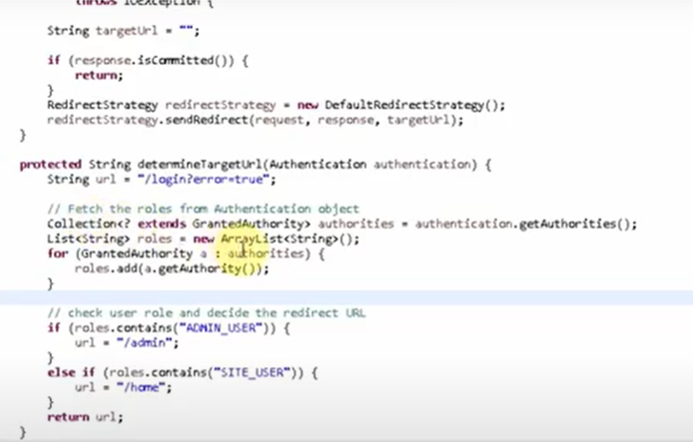 throws IOException {
String targetUrl = "";
if (response.isCommitted()) {
return;
}
RedirectStrategy redirectStrategy = new DefaultRedirectStrategy();
redirectStrategy.sendRedirect(request, response, targetUrl);
}
protected String determineTargetUrl(Authentication authentication) {
String url = "/login?error=true";
// Fetch the roles from Authentication object
Collection<? extends GrantedAuthority> authorities = authentication.getAuthorities();
List<String> roles = new ArrayList<String>();
for (GrantedAuthority a : authorities) {
roles.add(a.getAuthority());
}
// check user role and decide the redirect URL
if (roles.contains("ADMIN_USER")) {
url = "/admin";
}
else if (roles.contains("SITE_USER")) {
url = "/home";
}
return url;
}